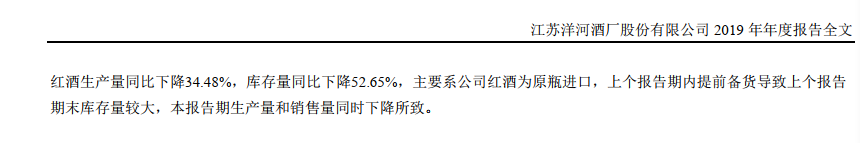 江苏洋河酒厂股份有限公司 2019 年年度报告全文
红酒生产量同比下降34.48%，库存量同比下降52.65%，主要系公司红酒为原瓶进口，上个报告期内提前备货导致上个报告
期末库存量较大，本报告期生产量和销售量同时下降所致。